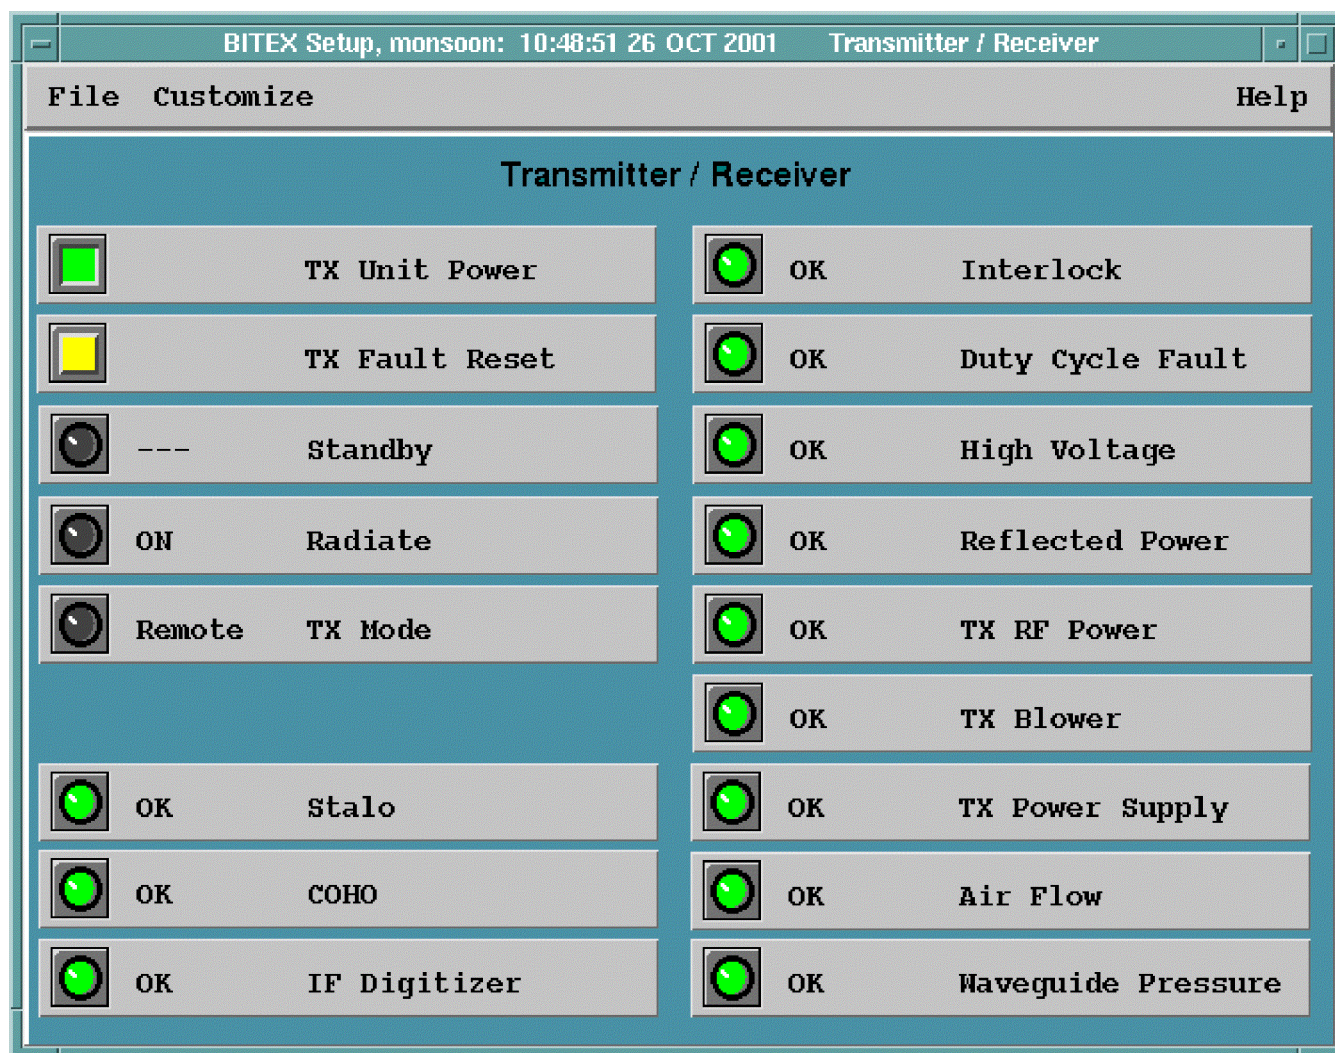 BITEX Setup, monsoon: 10:48:51 26 OCT 2001 Transmitter / Receiver
File Customize Help
Transmitter / Receiver
TX Unit Power
TX Fault Reset
--- Standby
ON Radiate
Remote TX Mode
OK Stalo
OK COHO
OK IF Digitizer
OK Interlock
OK Duty Cycle Fault
OK High Voltage
OK Reflected Power
OK TX RF Power
OK TX Blower
OK TX Power Supply
OK Air Flow
OK Waveguide Pressure